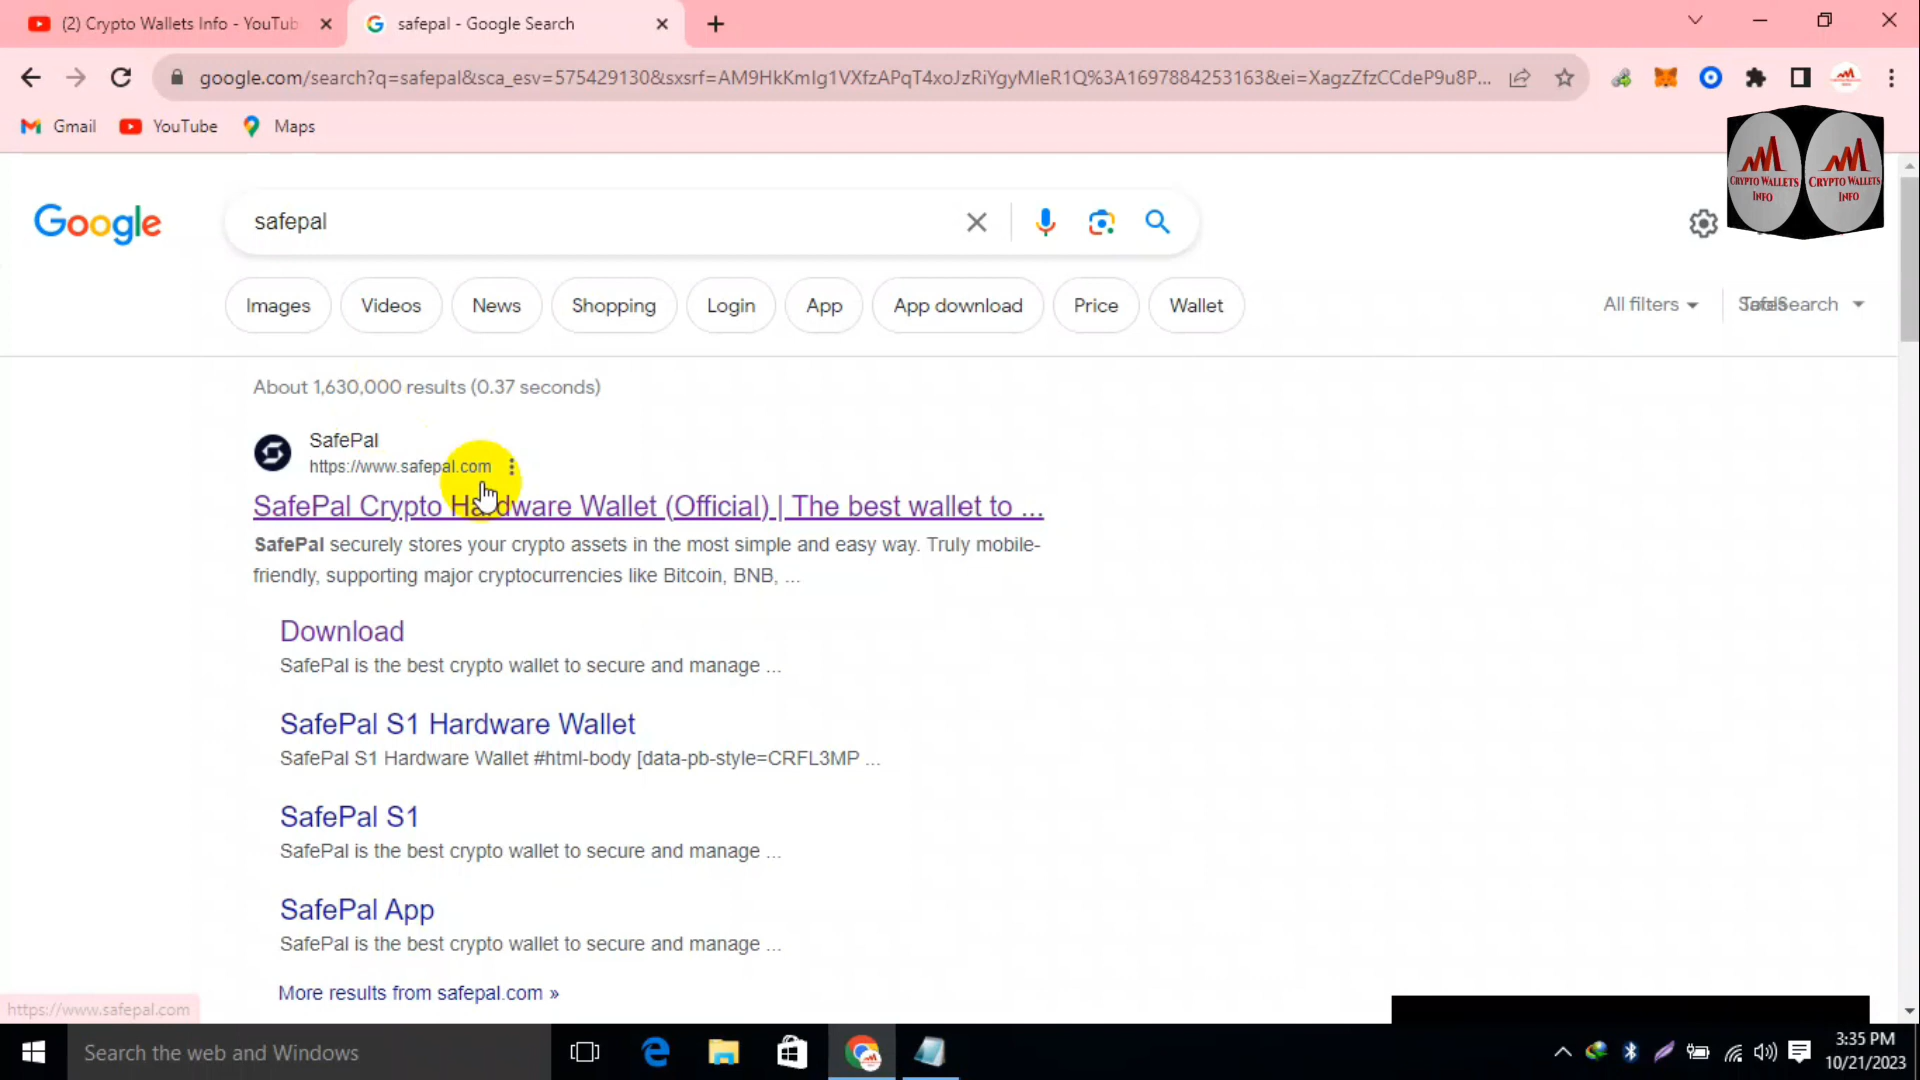 (2) Crypto Wallets Info - YouTub
safepal - Google Search
google.com/search?q=safepal&sca_esv=575429130&sxsrf=AM9HkKmIg1VXfzAPqT4xoJzRiYgyMleR1Q%3A1697884253163&ei=XagzZfzCCdeP9u8P...
Gmail YouTube Maps
CRYPTO WALLETS INFO
CRYPTO WALLETS INFO
Google
safepal
Images Videos News Shopping Login App App download Price Wallet
All filters
About 1,630,000 results (0.37 seconds)
SafePal
https://www.safepal.com
SafePal Crypto Hardware Wallet (Official) | The best wallet to ...
SafePal securely stores your crypto assets in the most simple and easy way. Truly mobile-
friendly, supporting major cryptocurrencies like Bitcoin, BNB, ...
Download
SafePal is the best crypto wallet to secure and manage ...
SafePal S1 Hardware Wallet
SafePal S1 Hardware Wallet #html-body [data-pb-style=CRFL3MP ...
SafePal S1
SafePal is the best crypto wallet to secure and manage ...
SafePal App
SafePal is the best crypto wallet to secure and manage ...
More results from safepal.com »
https://www.safepal.com
Search the web and Windows
3:35 PM
10/21/2023